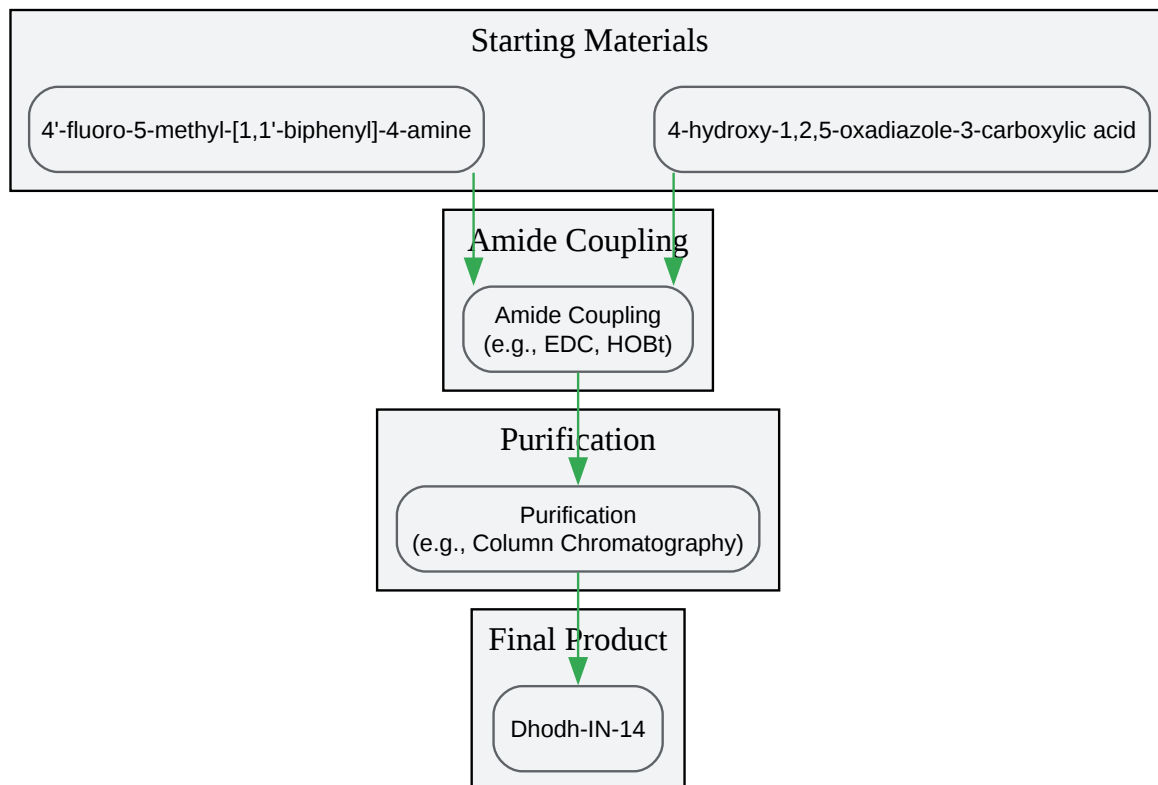 Starting Materials
4'-fluoro-5-methyl-[1,1'-biphenyl]-4-amine
4-hydroxy-1,2,5-oxadiazole-3-carboxylic acid
Amide Coupling
Amide Coupling
(e.g., EDC, HOBt)
Purification
Purification
(e.g., Column Chromatography)
Final Product
Dhodh-IN-14